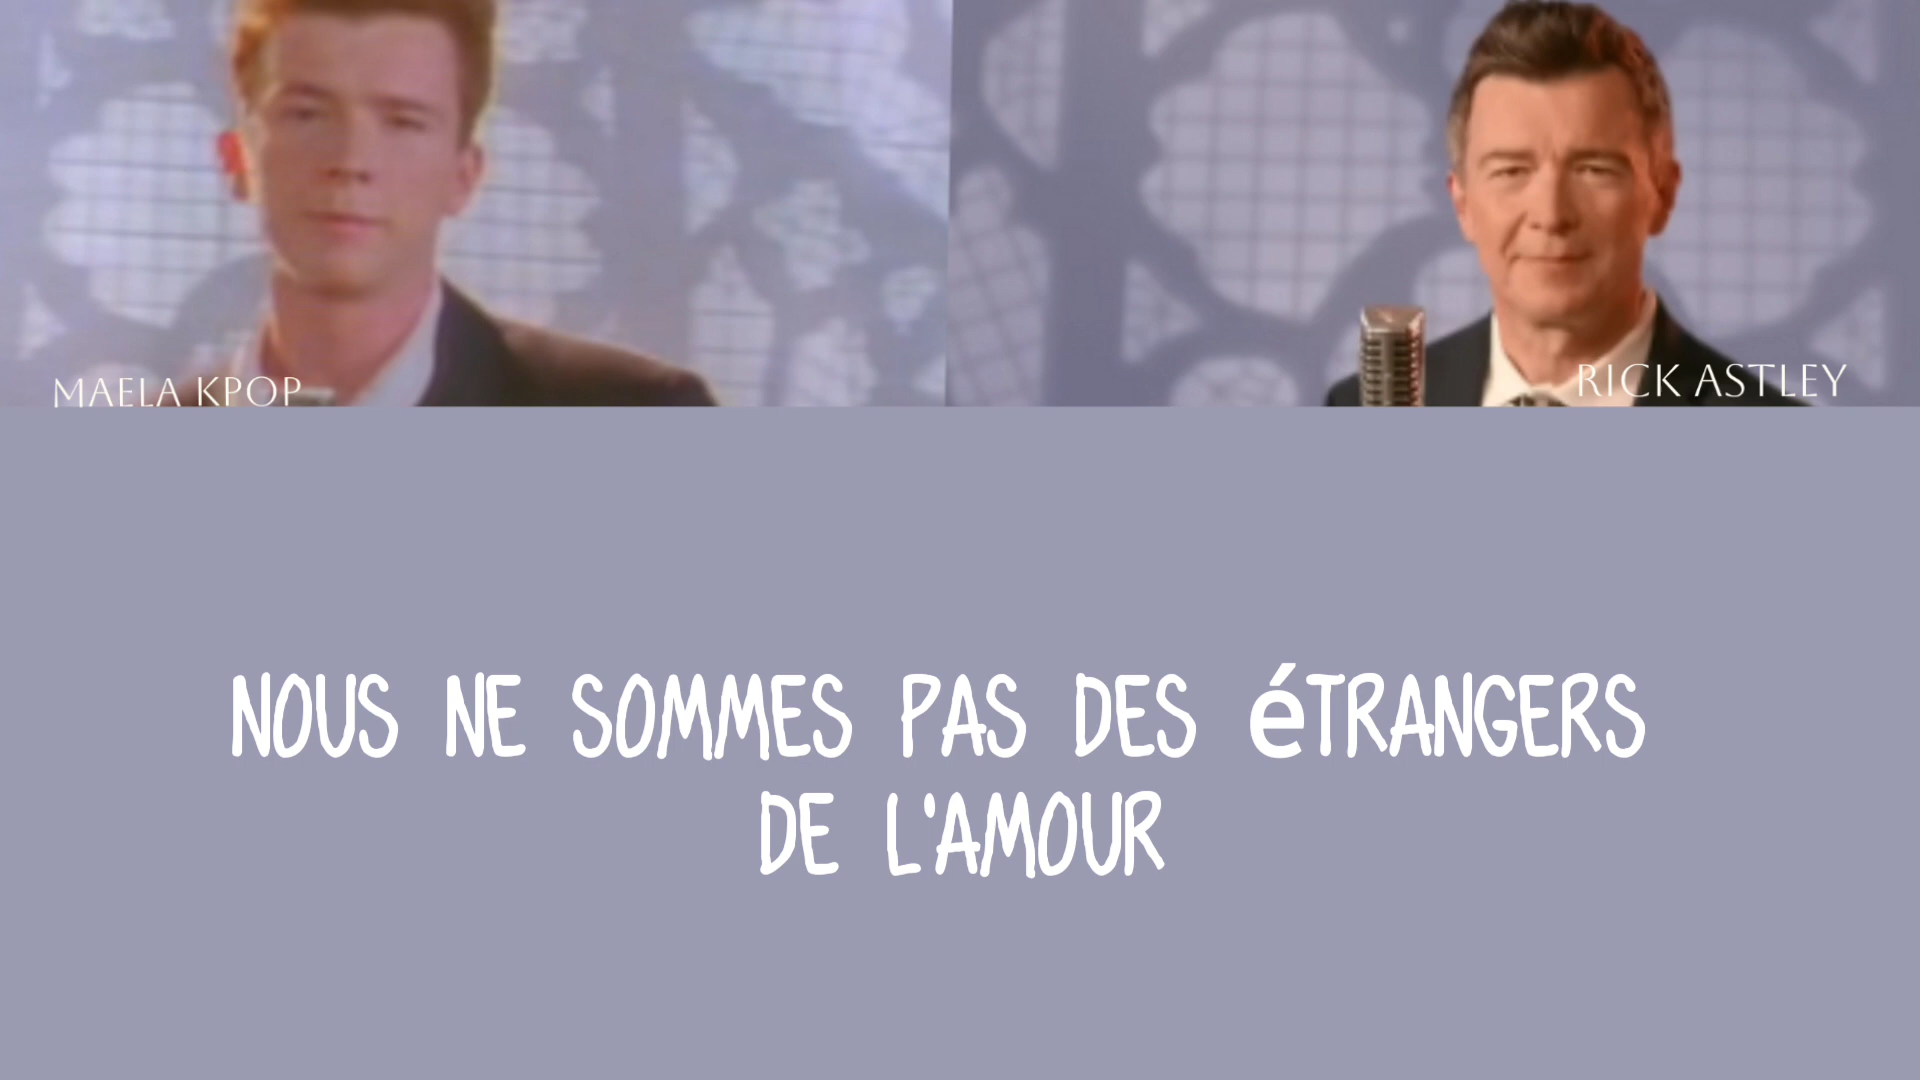 MAELA KPOP
RICK ASTLEY
NOUS NE SOMMES PAS DES éTRANGERS
DE L'AMOUR